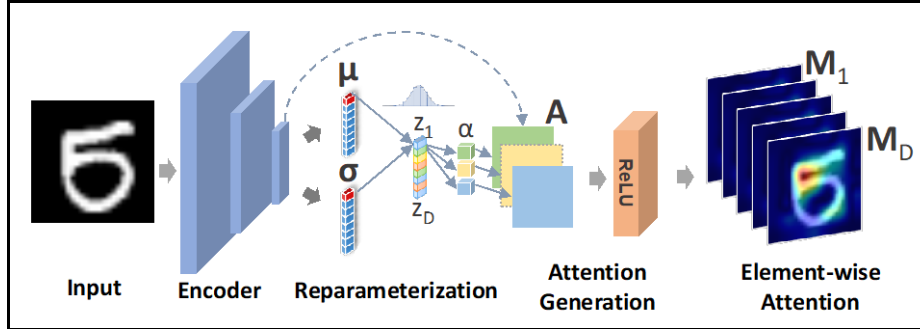 μ
σ
z1
zD
α
A
ReLU
M1
MD
Input
Encoder
Reparameterization
Attention
Generation
Element-wise
Attention